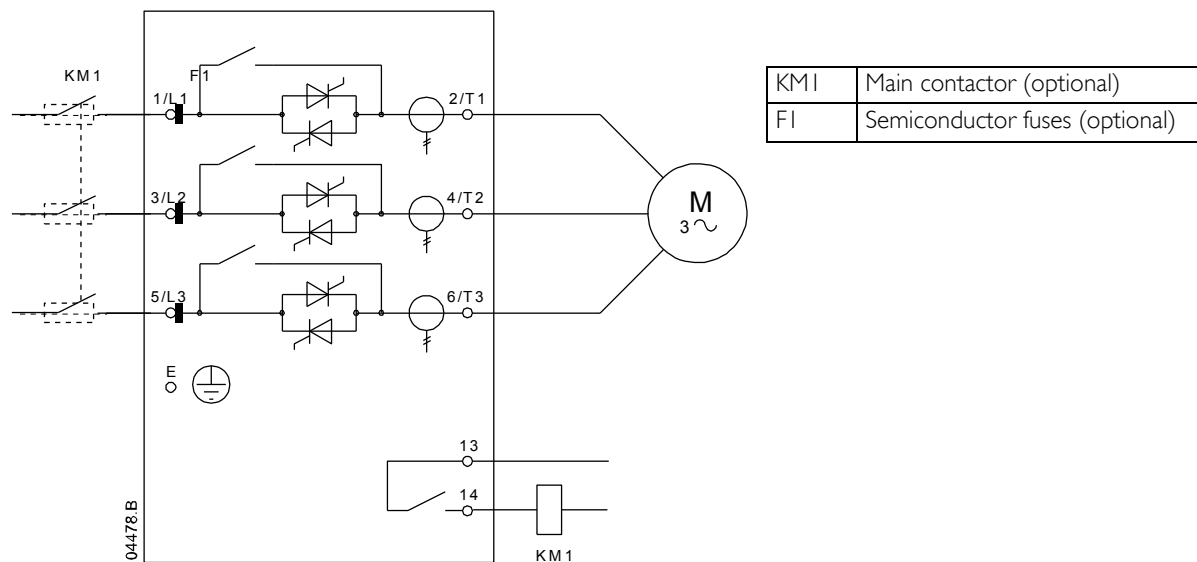 KM1
F1
1/L1
2/T1
3/L2
4/T2
5/L3
6/T3
M
3
E
13
14
KM1
04478.B
KM1 Main contactor (optional)
F1 Semiconductor fuses (optional)